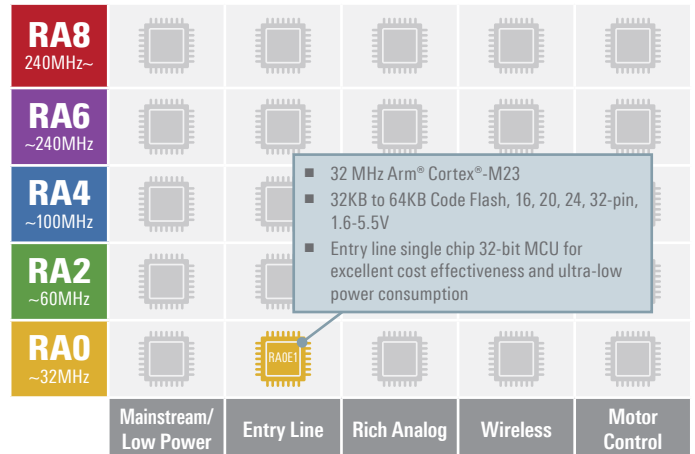 RA8
240MHz~
RA6
~240MHz
RA4
~100MHz
RA2
~60MHz
RA0
~32MHz
■ 32 MHz Arm® Cortex®-M23
■ 32KB to 64KB Code Flash, 16, 20, 24, 32-pin,
1.6-5.5V
■ Entry line single chip 32-bit MCU for
excellent cost effectiveness and ultra-low
power consumption
RA0E1
Mainstream/
Low Power
Entry Line
Rich Analog
Wireless
Motor
Control